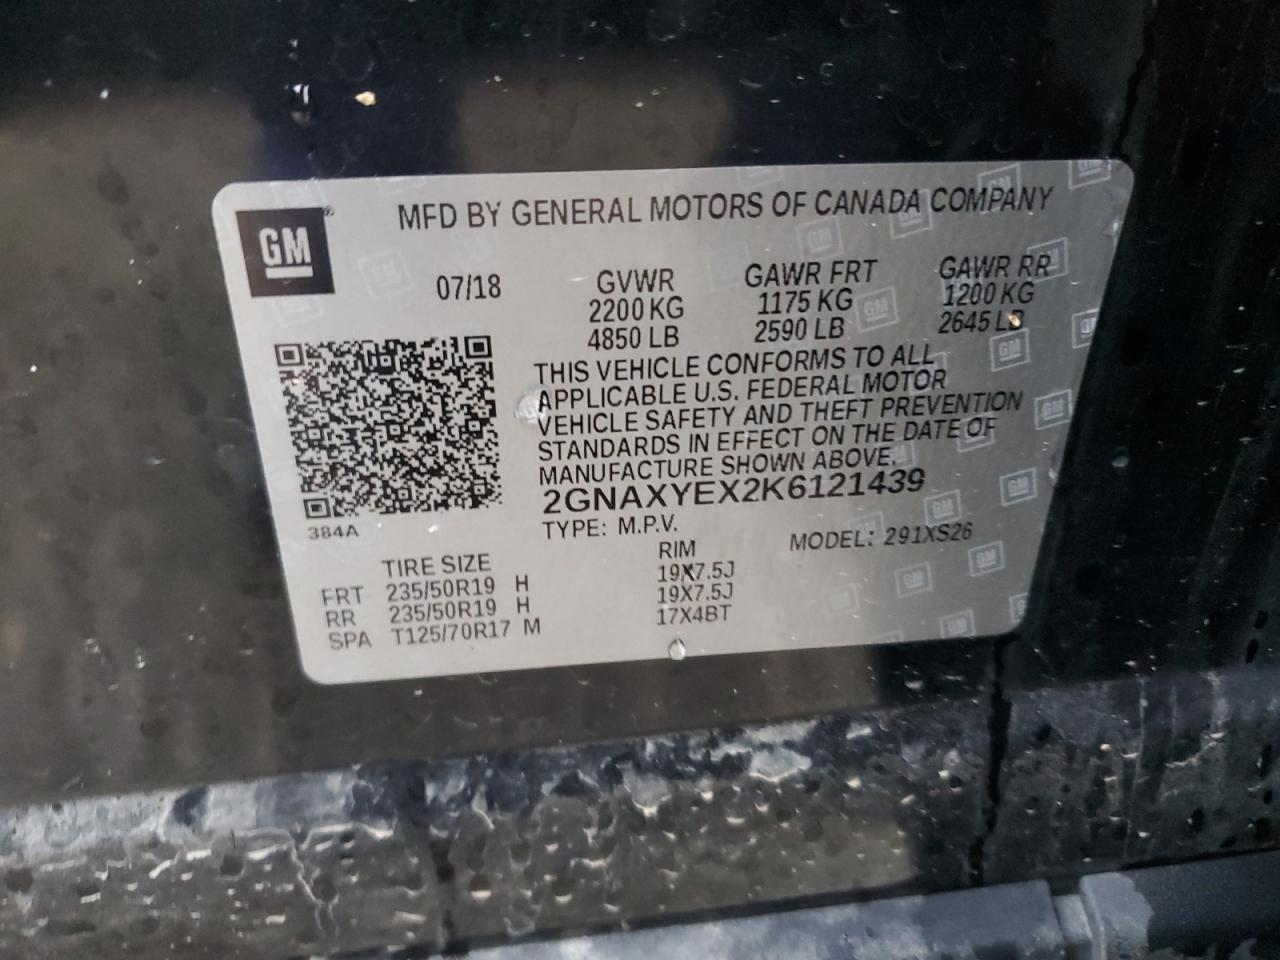 GM
MFD BY GENERAL MOTORS OF CANADA COMPANY
07/18 GVWR GAWR FRT GAWR RR
2200 KG 1175 KG 1200 KG
4850 LB 2590 LB 2645 LB
THIS VEHICLE CONFORMS TO ALL
APPLICABLE U.S. FEDERAL MOTOR
VEHICLE SAFETY AND THEFT PREVENTION
STANDARDS IN EFFECT ON THE DATE OF
MANUFACTURE SHOWN ABOVE.
2GNAXYEX2K6121439
384A TYPE: M.P.V. MODEL: 291XS26
TIRE SIZE RIM
FRT 235/50R19 H 19X7.5J
RR 235/50R19 H 19X7.5J
SPA T125/70R17 M 17X4BT